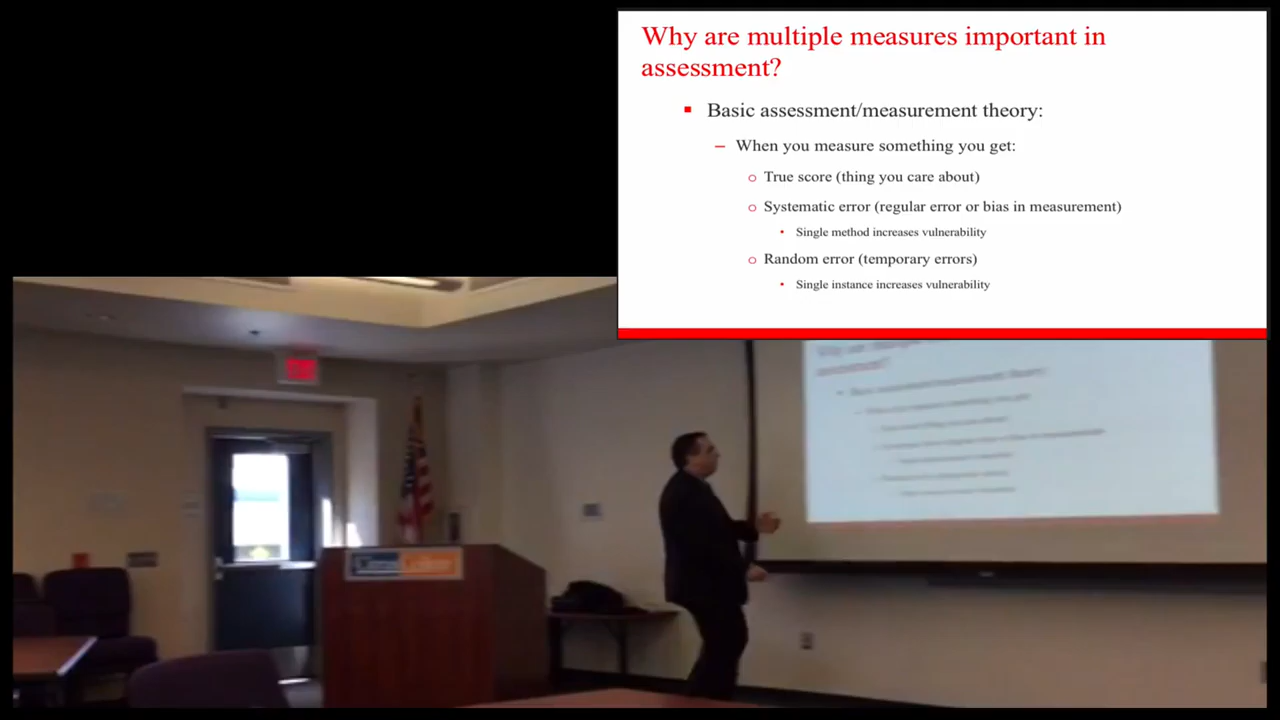 Why are multiple measures important in
assessment?
Basic assessment/measurement theory:
When you measure something you get:
True score (thing you care about)
Systematic error (regular error or bias in measurement)
Single method increases vulnerability
Random error (temporary errors)
Single instance increases vulnerability